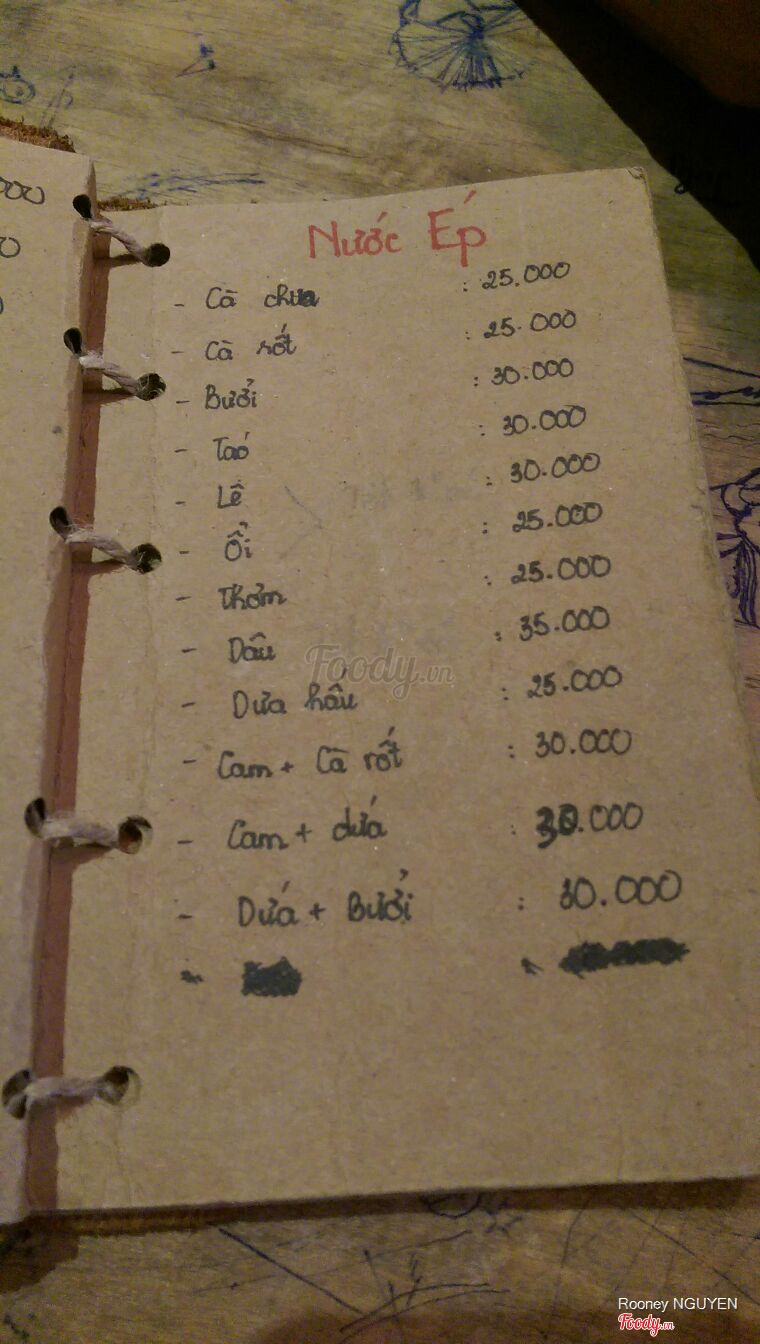 000
0
Nước Ép
- Cà chua : 25.000
- Cà rốt : 25.000
- Bưởi : 30.000
- Táo : 30.000
- Lê : 30.000
- Ổi : 25.000
- Thơm : 25.000
- Dâu : 35.000
- Dưa hấu : 25.000
- Cam + Cà rốt : 30.000
- Cam + dứa : 30.000
- Dứa + Bưởi : 30.000
Foody.vn
Rooney NGUYEN
Foody.vn